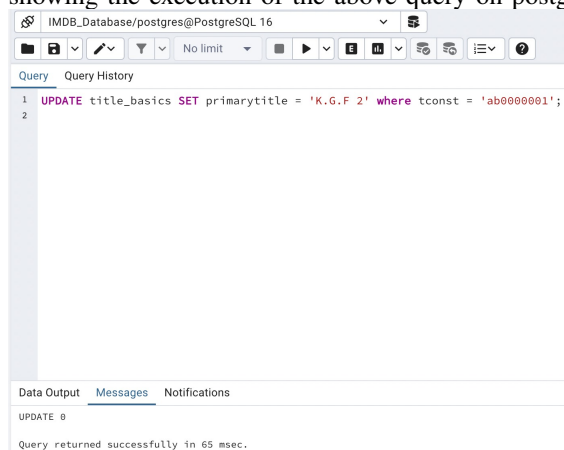 showing the execution of the above query on postg
IMDB_Database/postgres@PostgreSQL 16
No limit
E
Query Query History
1 UPDATE title_basics SET primarytitle = 'K.G.F 2' where tconst = 'ab0000001';
2
Data Output Messages Notifications
UPDATE 0
Query returned successfully in 65 msec.